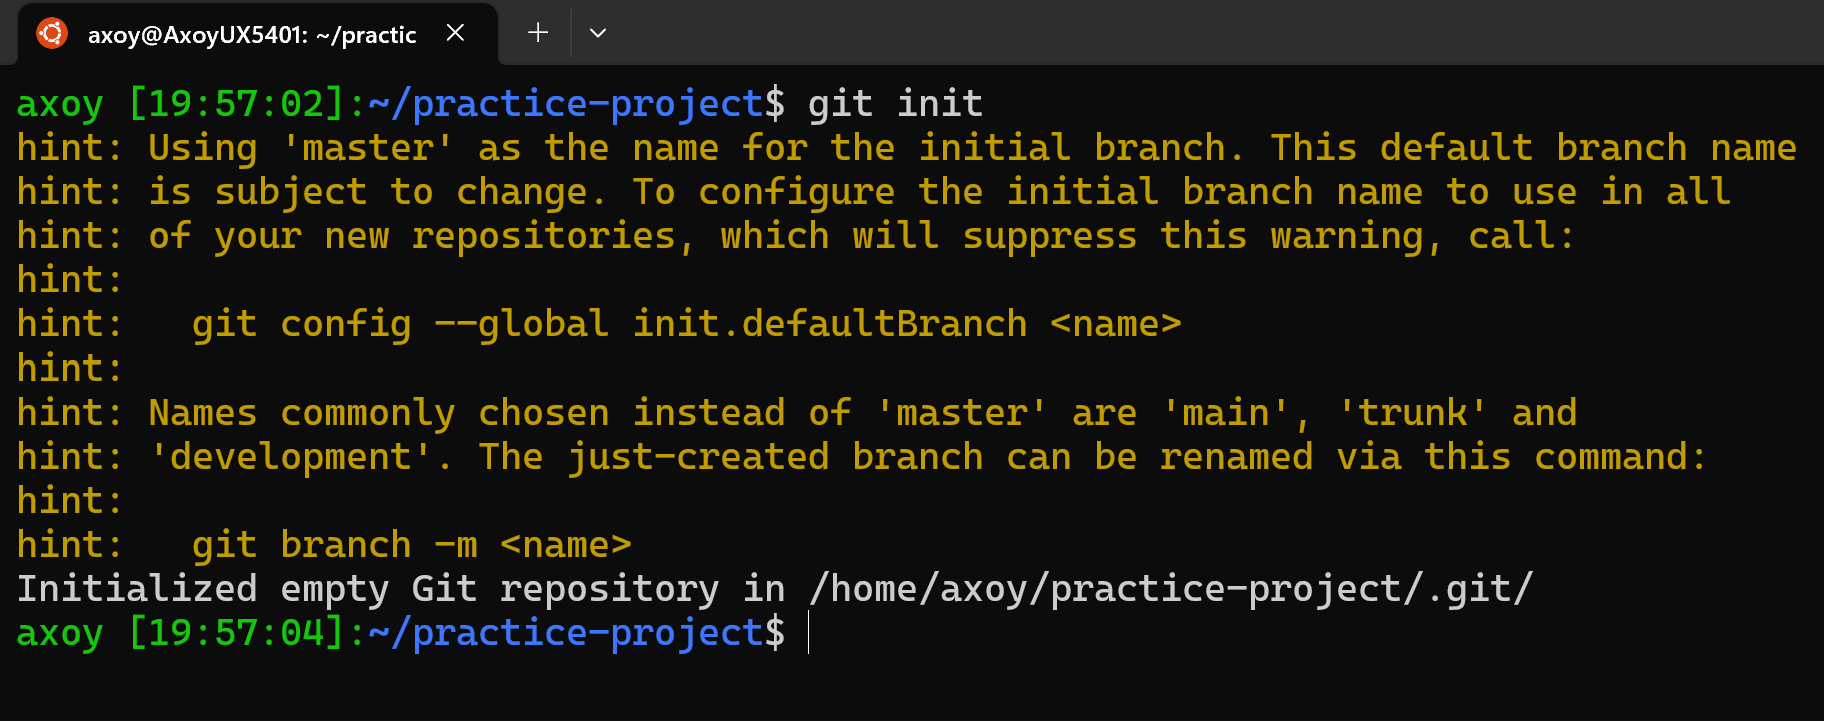 axoy@AxoyUX5401: ~/practic
axoy [19:57:02]:~/practice-project$ git init
hint: Using 'master' as the name for the initial branch. This default branch name
hint: is subject to change. To configure the initial branch name to use in all
hint: of your new repositories, which will suppress this warning, call:
hint:
hint:   git config --global init.defaultBranch <name>
hint:
hint: Names commonly chosen instead of 'master' are 'main', 'trunk' and
hint: 'development'. The just-created branch can be renamed via this command:
hint:
hint:   git branch -m <name>
Initialized empty Git repository in /home/axoy/practice-project/.git/
axoy [19:57:04]:~/practice-project$